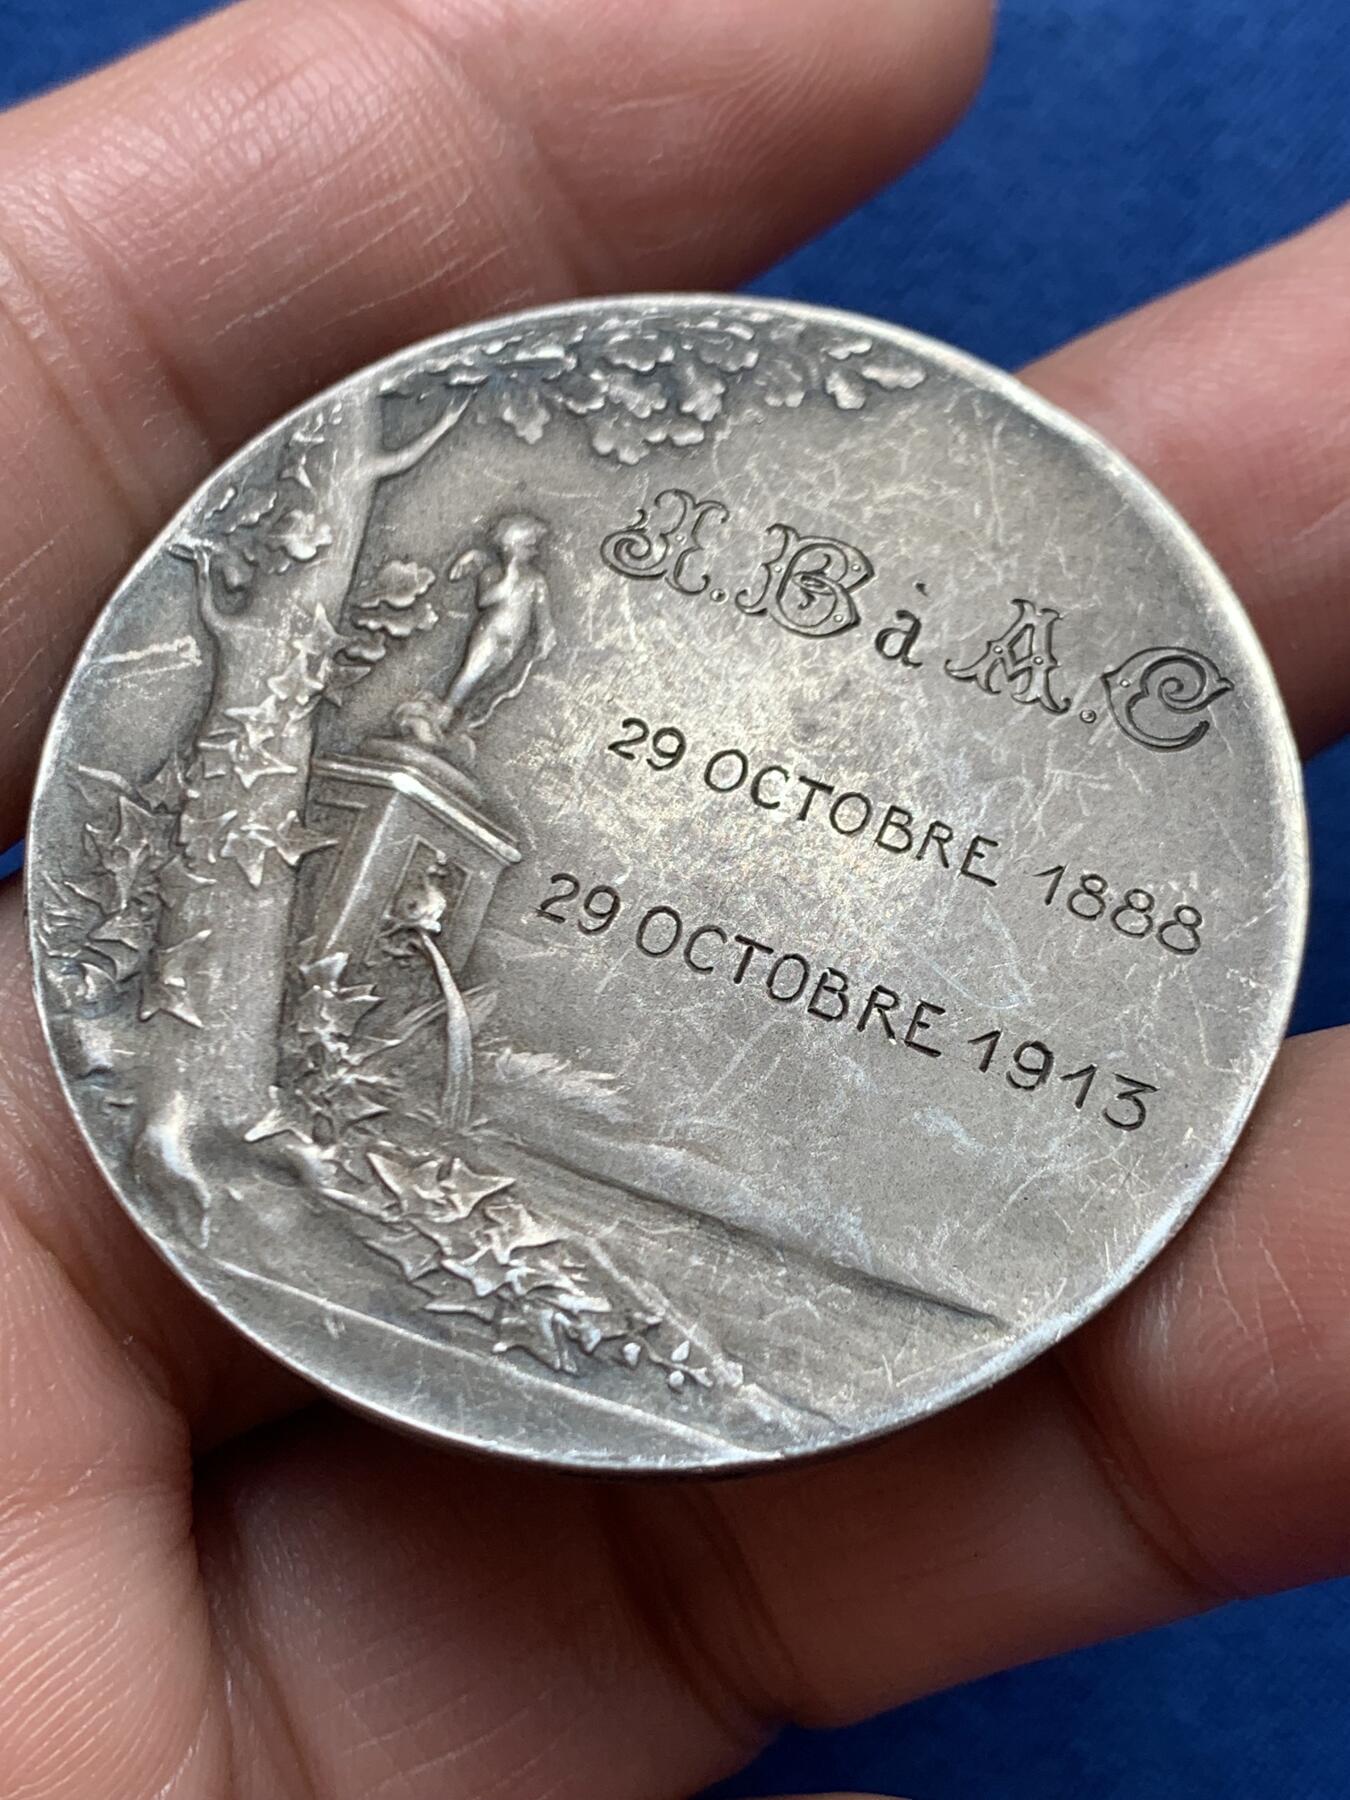 J. B à A. C
29 OCTOBRE 1888
29 OCTOBRE 1913